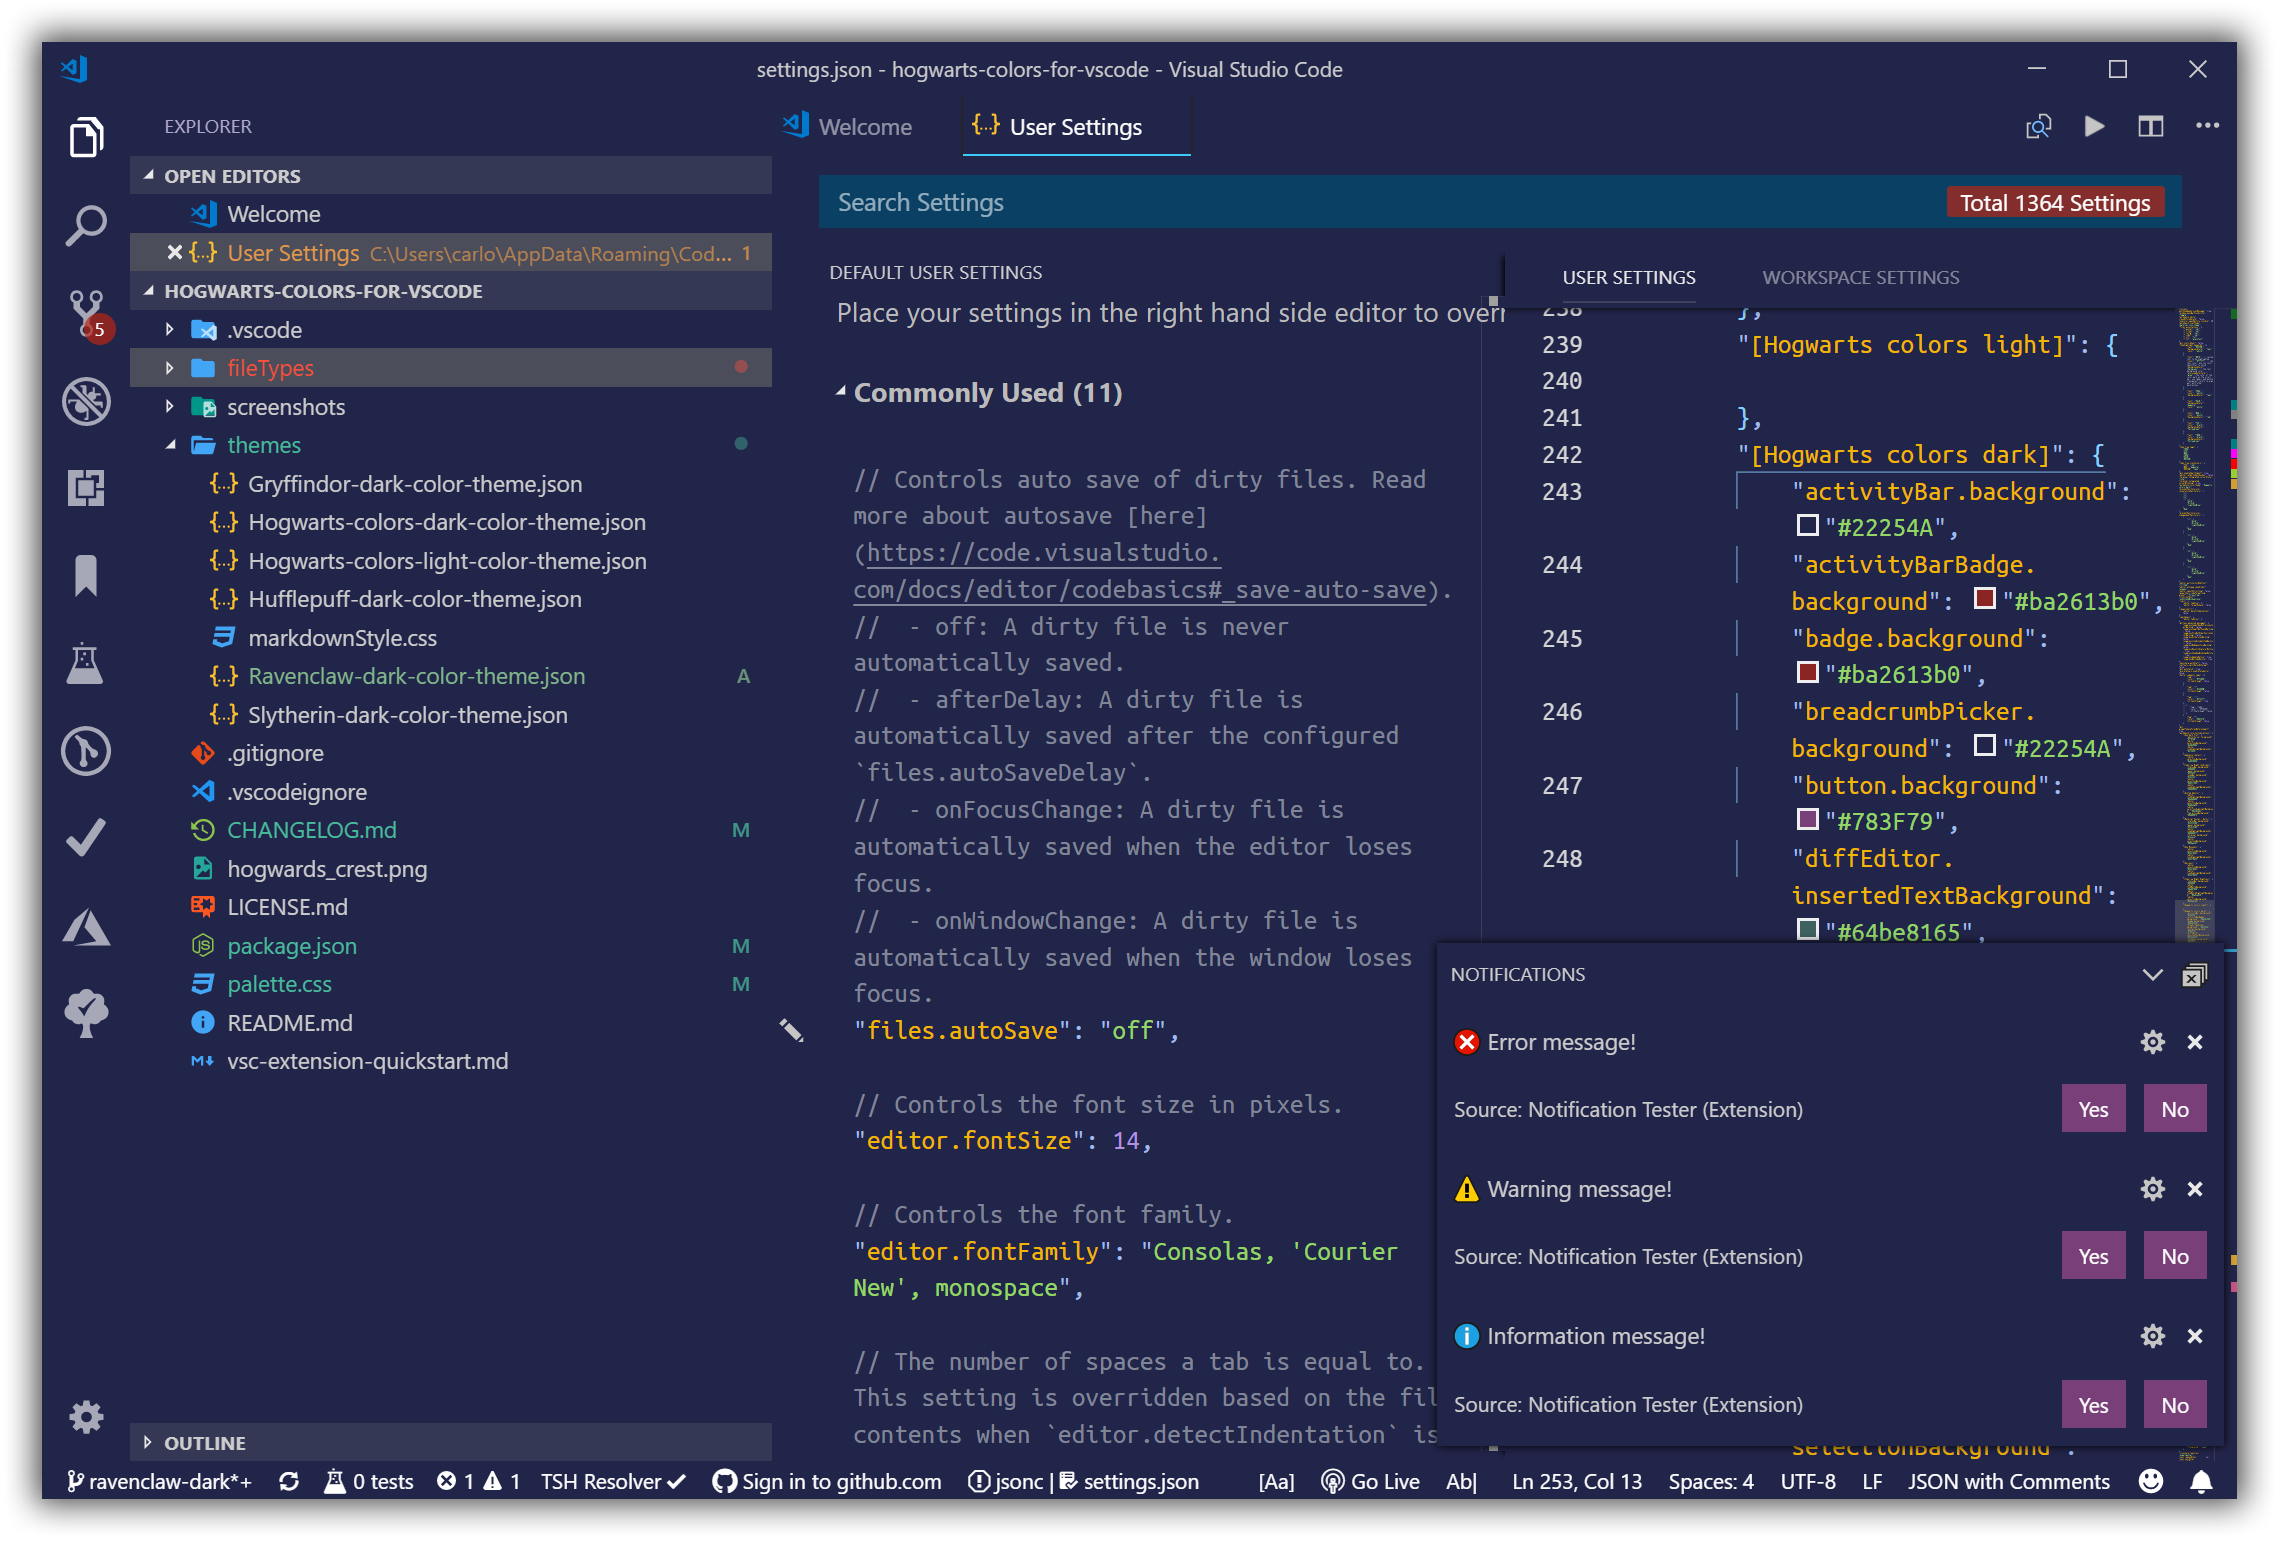 settings.json - hogwarts-colors-for-vscode - Visual Studio Code
EXPLORER
OPEN EDITORS
Welcome
User Settings C:\Users\carlo\AppData\Roaming\Cod... 1
HOGWARTS-COLORS-FOR-VSCODE
.vscode
fileTypes
screenshots
themes
Gryffindor-dark-color-theme.json
Hogwarts-colors-dark-color-theme.json
Hogwarts-colors-light-color-theme.json
Hufflepuff-dark-color-theme.json
markdownStyle.css
Ravenclaw-dark-color-theme.json A
Slytherin-dark-color-theme.json
.gitignore
.vscodeignore
CHANGELOG.md M
hogwards_crest.png
LICENSE.md
package.json M
palette.css M
README.md
vsc-extension-quickstart.md
OUTLINE
5
Welcome
User Settings
Search Settings
Total 1364 Settings
DEFAULT USER SETTINGS
Place your settings in the right hand side editor to overr
Commonly Used (11)
// Controls auto save of dirty files. Read
more about autosave [here]
(https://code.visualstudio.
com/docs/editor/codebasics#_save-auto-save).
//  - off: A dirty file is never
automatically saved.
//  - afterDelay: A dirty file is
automatically saved after the configured
`files.autoSaveDelay`.
//  - onFocusChange: A dirty file is
automatically saved when the editor loses
focus.
//  - onWindowChange: A dirty file is
automatically saved when the window loses
focus.
"files.autoSave": "off",
// Controls the font size in pixels.
"editor.fontSize": 14,
// Controls the font family.
"editor.fontFamily": "Consolas, 'Courier
New', monospace",
// The number of spaces a tab is equal to.
This setting is overridden based on the fil
contents when `editor.detectIndentation` is
USER SETTINGS
WORKSPACE SETTINGS
238 },
239 "[Hogwarts colors light]": {
240
241 },
242 "[Hogwarts colors dark]": {
243 "activityBar.background":
"#22254A",
244 "activityBarBadge.
background": "#ba2613b0",
245 "badge.background":
"#ba2613b0",
246 "breadcrumbPicker.
background": "#22254A",
247 "button.background":
"#783F79",
248 "diffEditor.
insertedTextBackground":
"#64be8165",
NOTIFICATIONS
Error message!
Source: Notification Tester (Extension) Yes No
Warning message!
Source: Notification Tester (Extension) Yes No
Information message!
Source: Notification Tester (Extension) Yes No
selectionBackground":
ravenclaw-dark*+ 0 tests 1 1 TSH Resolver Sign in to github.com jsonc | settings.json [Aa] Go Live Ab| Ln 253, Col 13 Spaces: 4 UTF-8 LF JSON with Comments